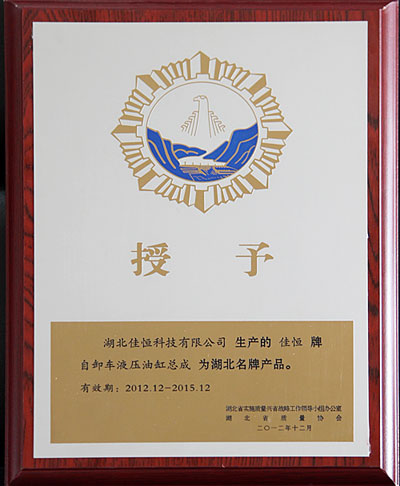 授 予
湖北佳恒科技有限公司 生产的 佳恒 牌
自卸车液压油缸总成 为湖北名牌产品。
有效期：2012.12-2015.12
湖北省实施质量兴省战略工作领导小组办公室
湖北省质量协会
二〇一二年十二月